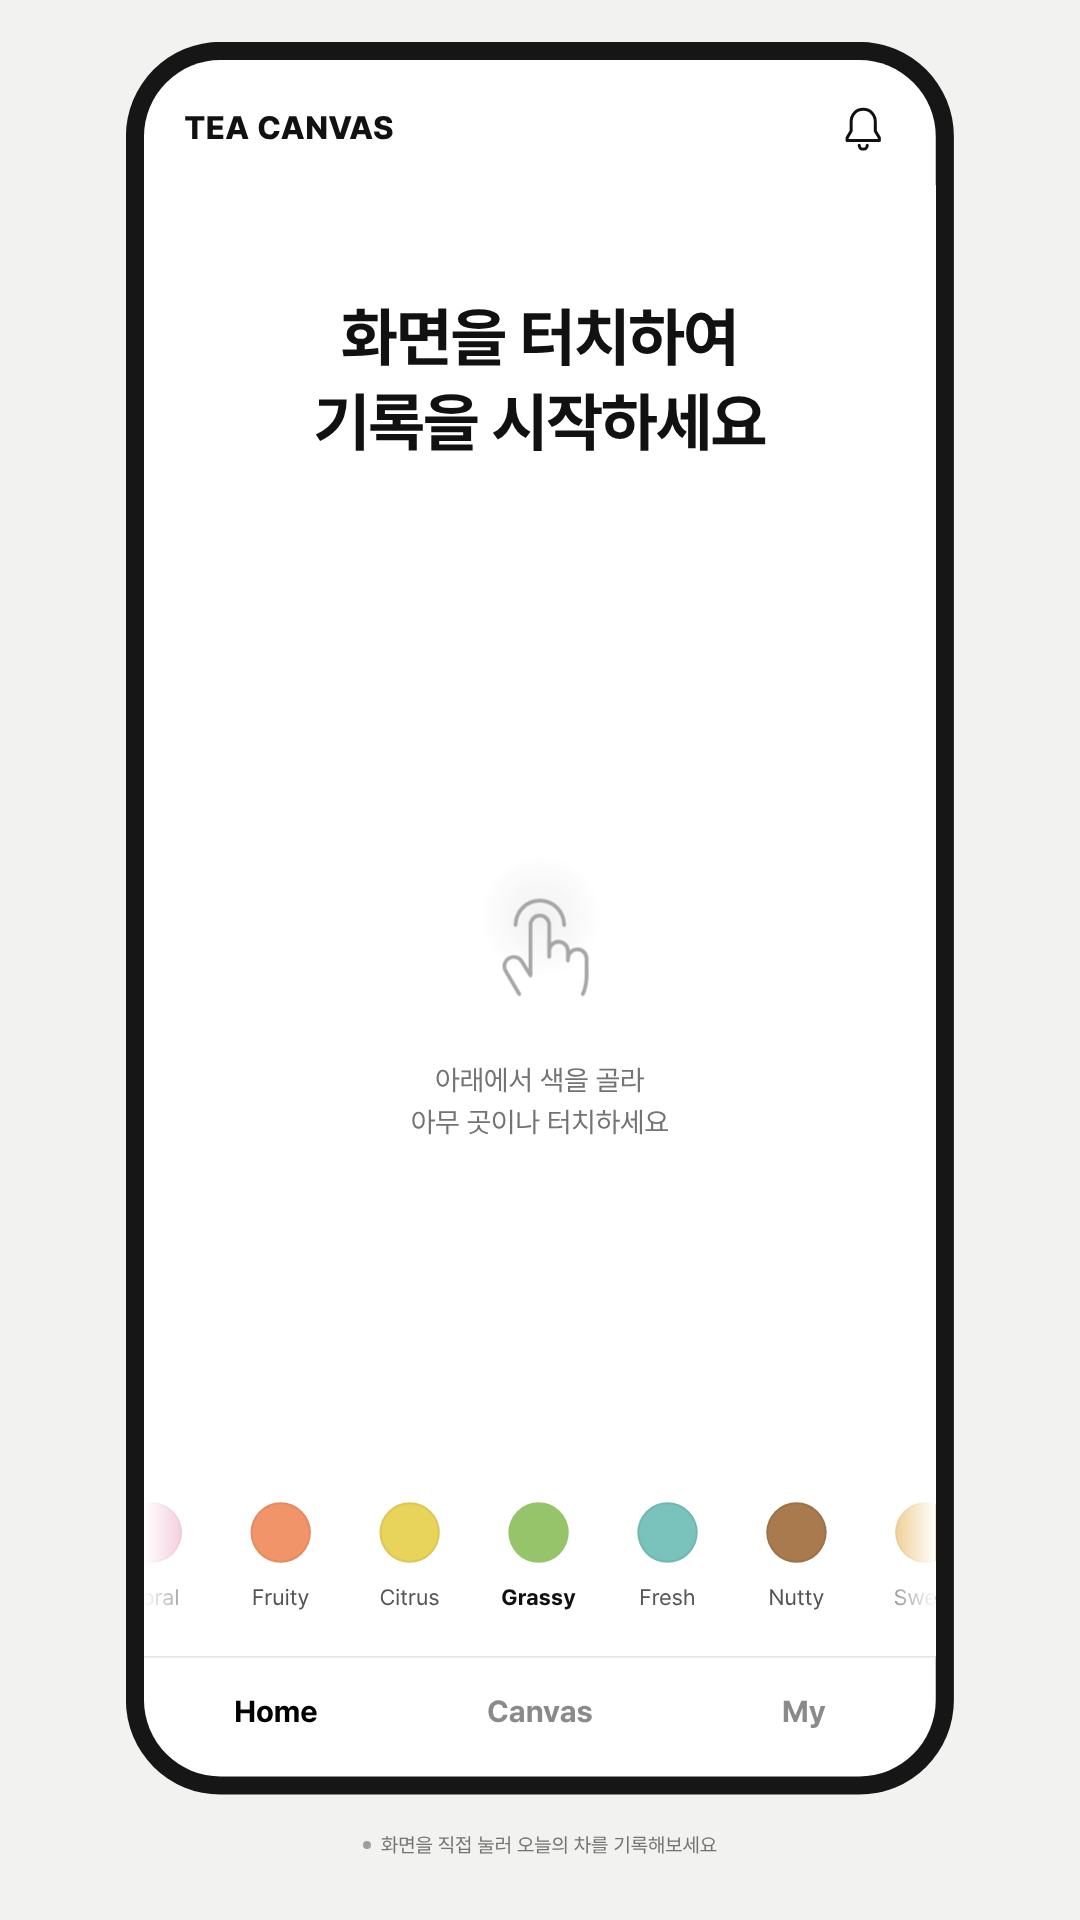 TEA CANVAS
화면을 터치하여
기록을 시작하세요
아래에서 색을 골라
아무 곳이나 터치하세요
oral Fruity Citrus Grassy Fresh Nutty Swe
Home Canvas My
화면을 직접 눌러 오늘의 차를 기록해보세요